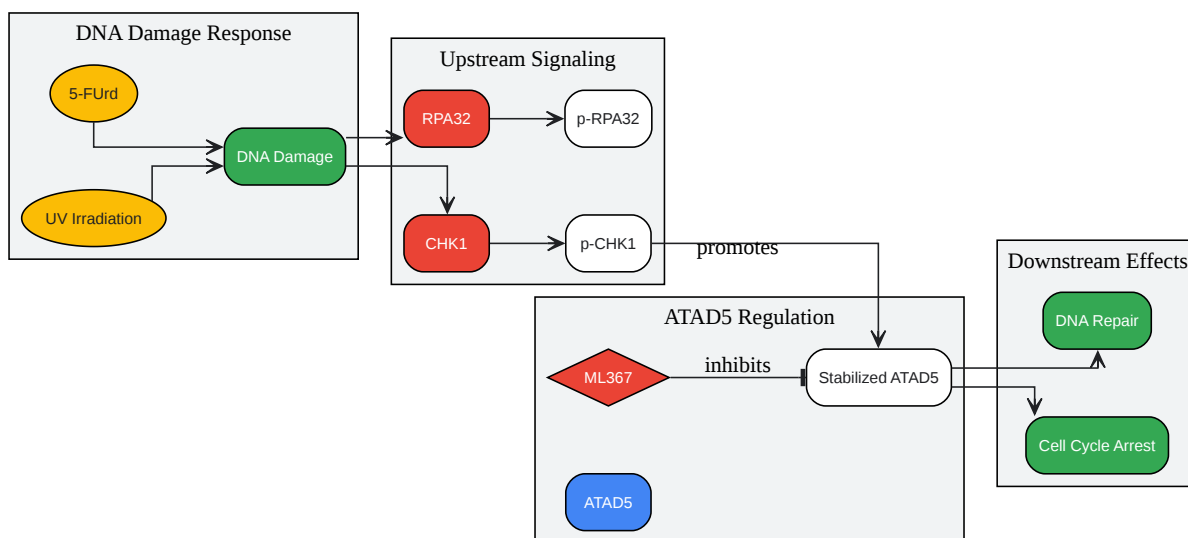 DNA Damage Response
5-FUrd
DNA Damage
UV Irradiation
Upstream Signaling
RPA32
p-RPA32
CHK1
p-CHK1
promotes
ATAD5 Regulation
ML367
inhibits
Stabilized ATAD5
ATAD5
Downstream Effects
DNA Repair
Cell Cycle Arrest